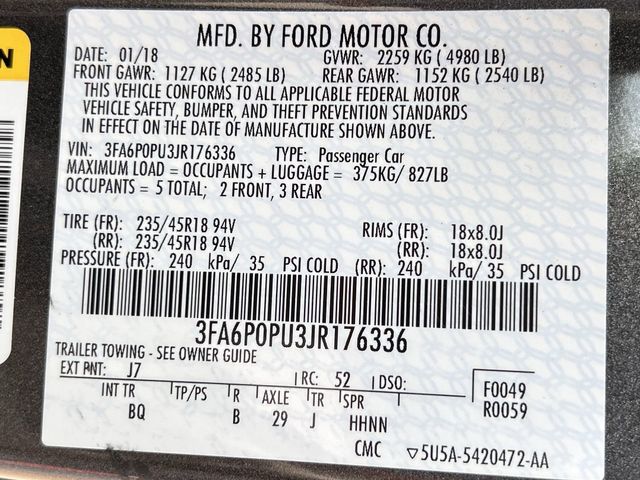 N
MFD. BY FORD MOTOR CO.
DATE: 01/18 GVWR: 2259 KG ( 4980 LB)
FRONT GAWR: 1127 KG ( 2485 LB) REAR GAWR: 1152 KG ( 2540 LB)
THIS VEHICLE CONFORMS TO ALL APPLICABLE FEDERAL MOTOR
VEHICLE SAFETY, BUMPER, AND THEFT PREVENTION STANDARDS
IN EFFECT ON THE DATE OF MANUFACTURE SHOWN ABOVE.
VIN: 3FA6P0PU3JR176336 TYPE: Passenger Car
MAXIMUM LOAD = OCCUPANTS + LUGGAGE = 375KG/ 827LB
OCCUPANTS = 5 TOTAL; 2 FRONT, 3 REAR
TIRE (FR): 235/45R18 94V RIMS (FR): 18x8.0J
(RR): 235/45R18 94V (RR): 18x8.0J
PRESSURE (FR): 240 kPa/ 35 PSI COLD (RR): 240 kPa/ 35 PSI COLD
3FA6P0PU3JR176336
TRAILER TOWING - SEE OWNER GUIDE
EXT PNT: J7 RC: 52 DSO: F0049
INT TR TP/PS R AXLE TR SPR R0059
BQ B 29 J HHNN
CMC ▽5U5A-5420472-AA